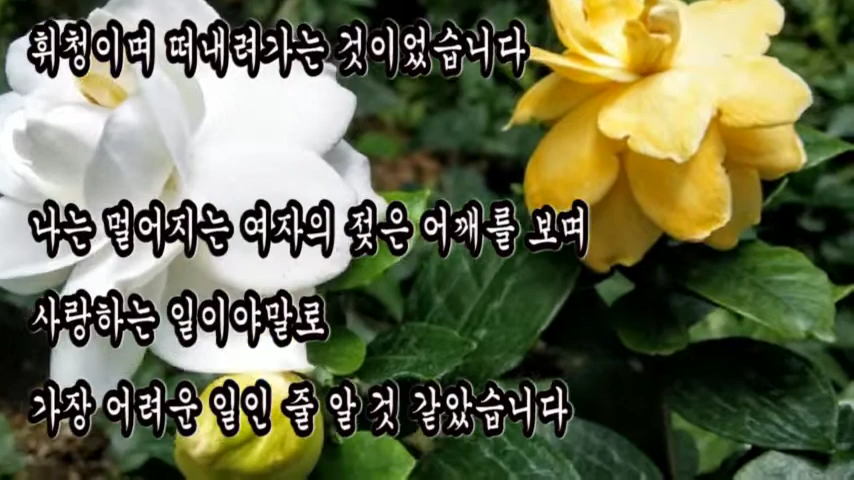 휘청이며 떠내려가는 것이었습니다
나는 멀어지는 여자의 젖은 어깨를 보며
사랑하는 일이야말로
가장 어려운 일인 줄 알 것 같았습니다